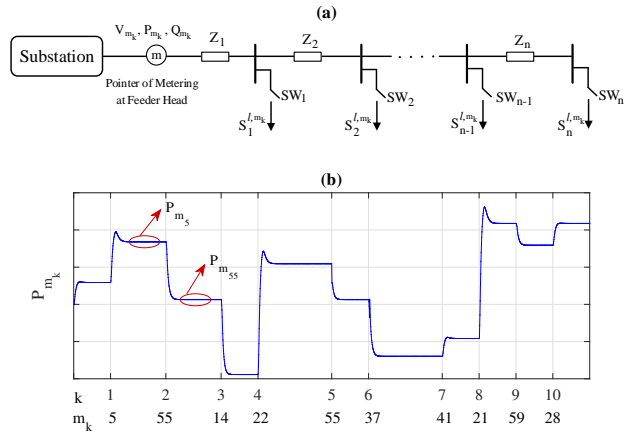 (a)
V_{m_k}, P_{m_k}, Q_{m_k}
Z_1 Z_2 Z_n
Substation m . . . . .
Pointer of Metering
at Feeder Head
SW_1 SW_2 SW_{n-1} SW_n
S_1^{l,m_k} S_2^{l,m_k} S_{n-1}^{l,m_k} S_n^{l,m_k}
(b)
P_{m_5}
P_{m_{55}}
P_{m_k}
k 1 2 3 4 5 6 7 8 9 10
m_k 5 55 14 22 55 37 41 21 59 28